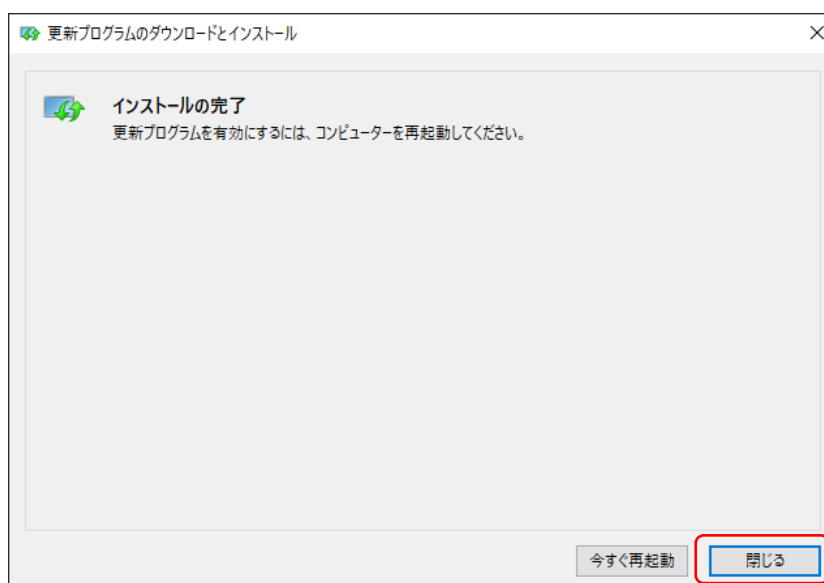 更新プログラムのダウンロードとインストール
インストールの完了
更新プログラムを有効にするには、コンピューターを再起動してください。
今すぐ再起動
閉じる